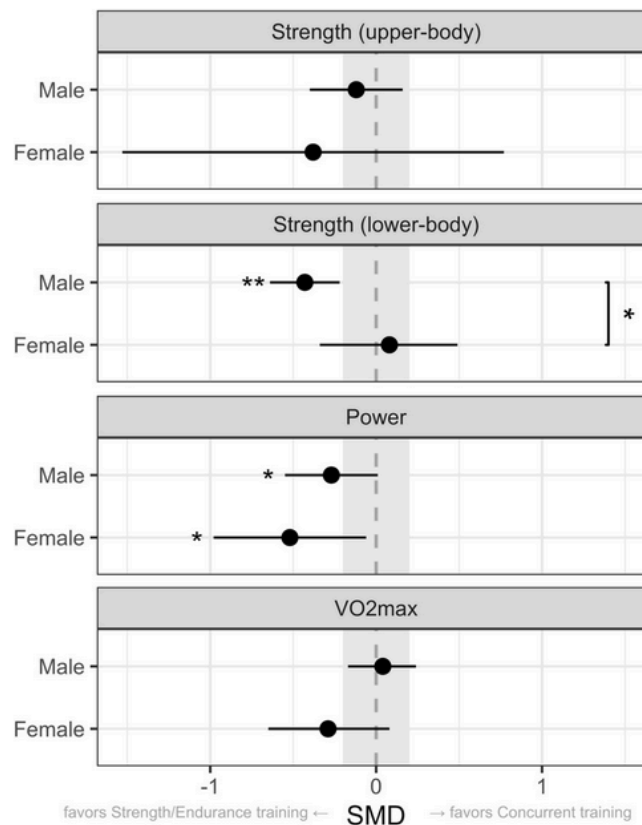 Strength (upper-body)
Male
Female
Strength (lower-body)
Male
**
*
Female
Power
Male
*
Female
*
VO2max
Male
Female
-1 0 1
favors Strength/Endurance training ← SMD → favors Concurrent training